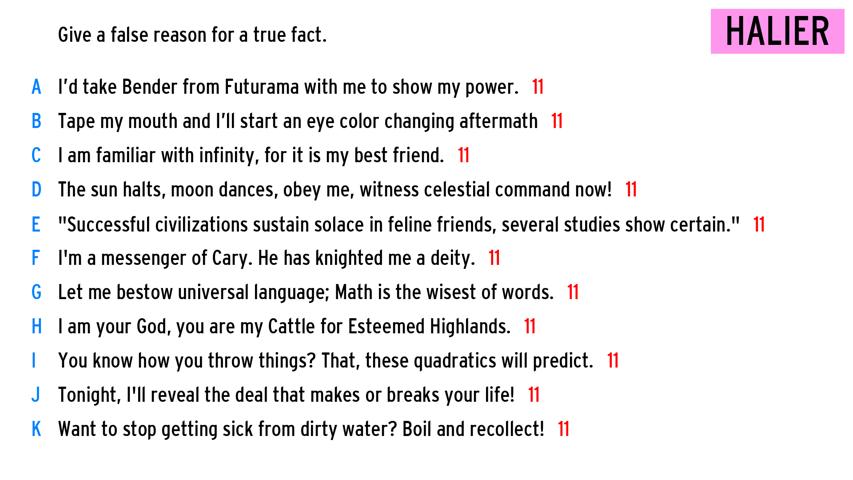 Give a false reason for a true fact.
HALIER
A I'd take Bender from Futurama with me to show my power. 11
B Tape my mouth and I'll start an eye color changing aftermath 11
C I am familiar with infinity, for it is my best friend. 11
D The sun halts, moon dances, obey me, witness celestial command now! 11
E "Successful civilizations sustain solace in feline friends, several studies show certain." 11
F I'm a messenger of Cary. He has knighted me a deity. 11
G Let me bestow universal language; Math is the wisest of words. 11
H I am your God, you are my Cattle for Esteemed Highlands. 11
I You know how you throw things? That, these quadratics will predict. 11
J Tonight, I'll reveal the deal that makes or breaks your life! 11
K Want to stop getting sick from dirty water? Boil and recollect! 11